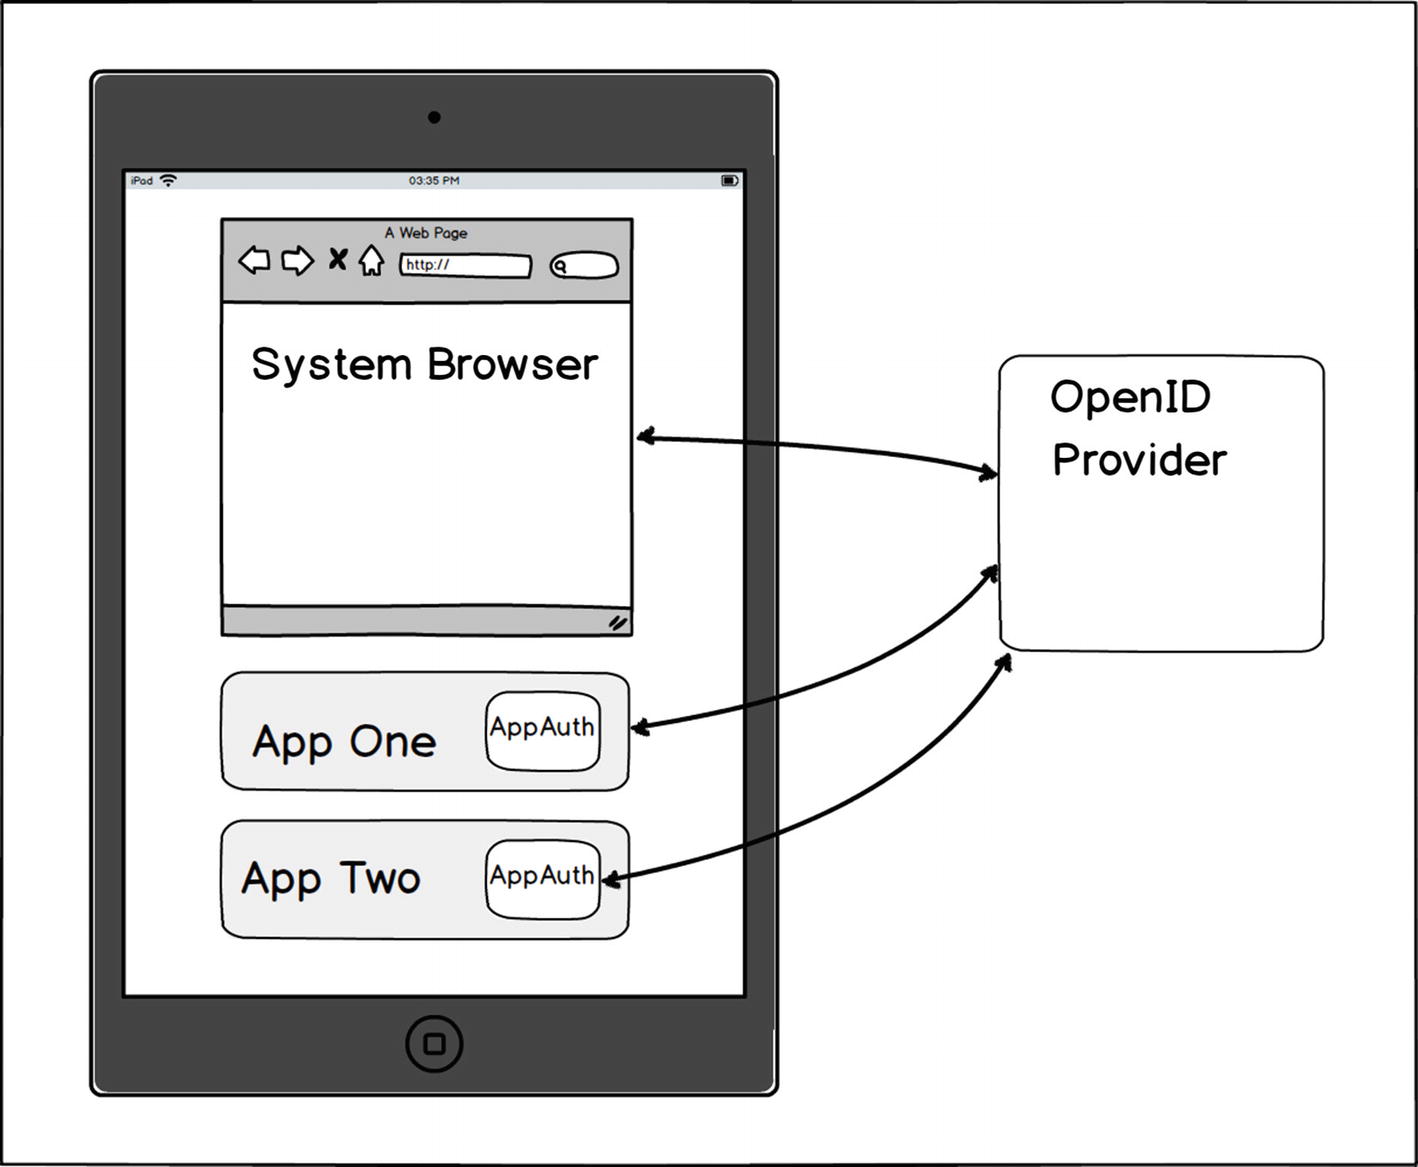 iPad
03:35 PM
A Web Page
http://
System Browser
OpenID
Provider
App One
AppAuth
App Two
AppAuth